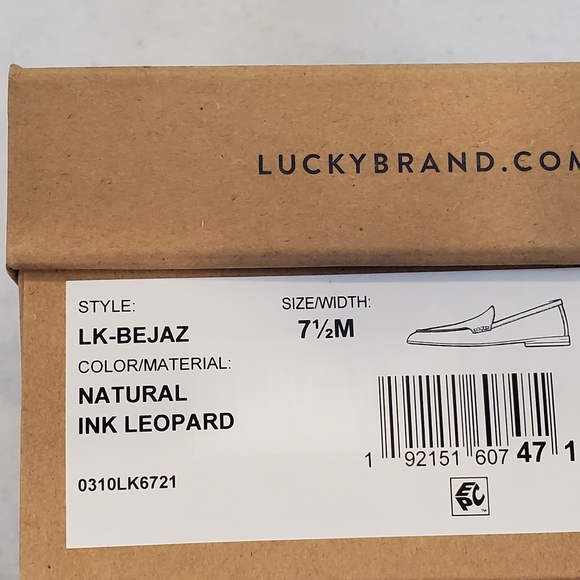 LUCKYBRAND.COM
STYLE:
LK-BEJAZ
SIZE/WIDTH:
7½M
COLOR/MATERIAL:
NATURAL
INK LEOPARD
0310LK6721
1 92151 607 47 1
EPC™